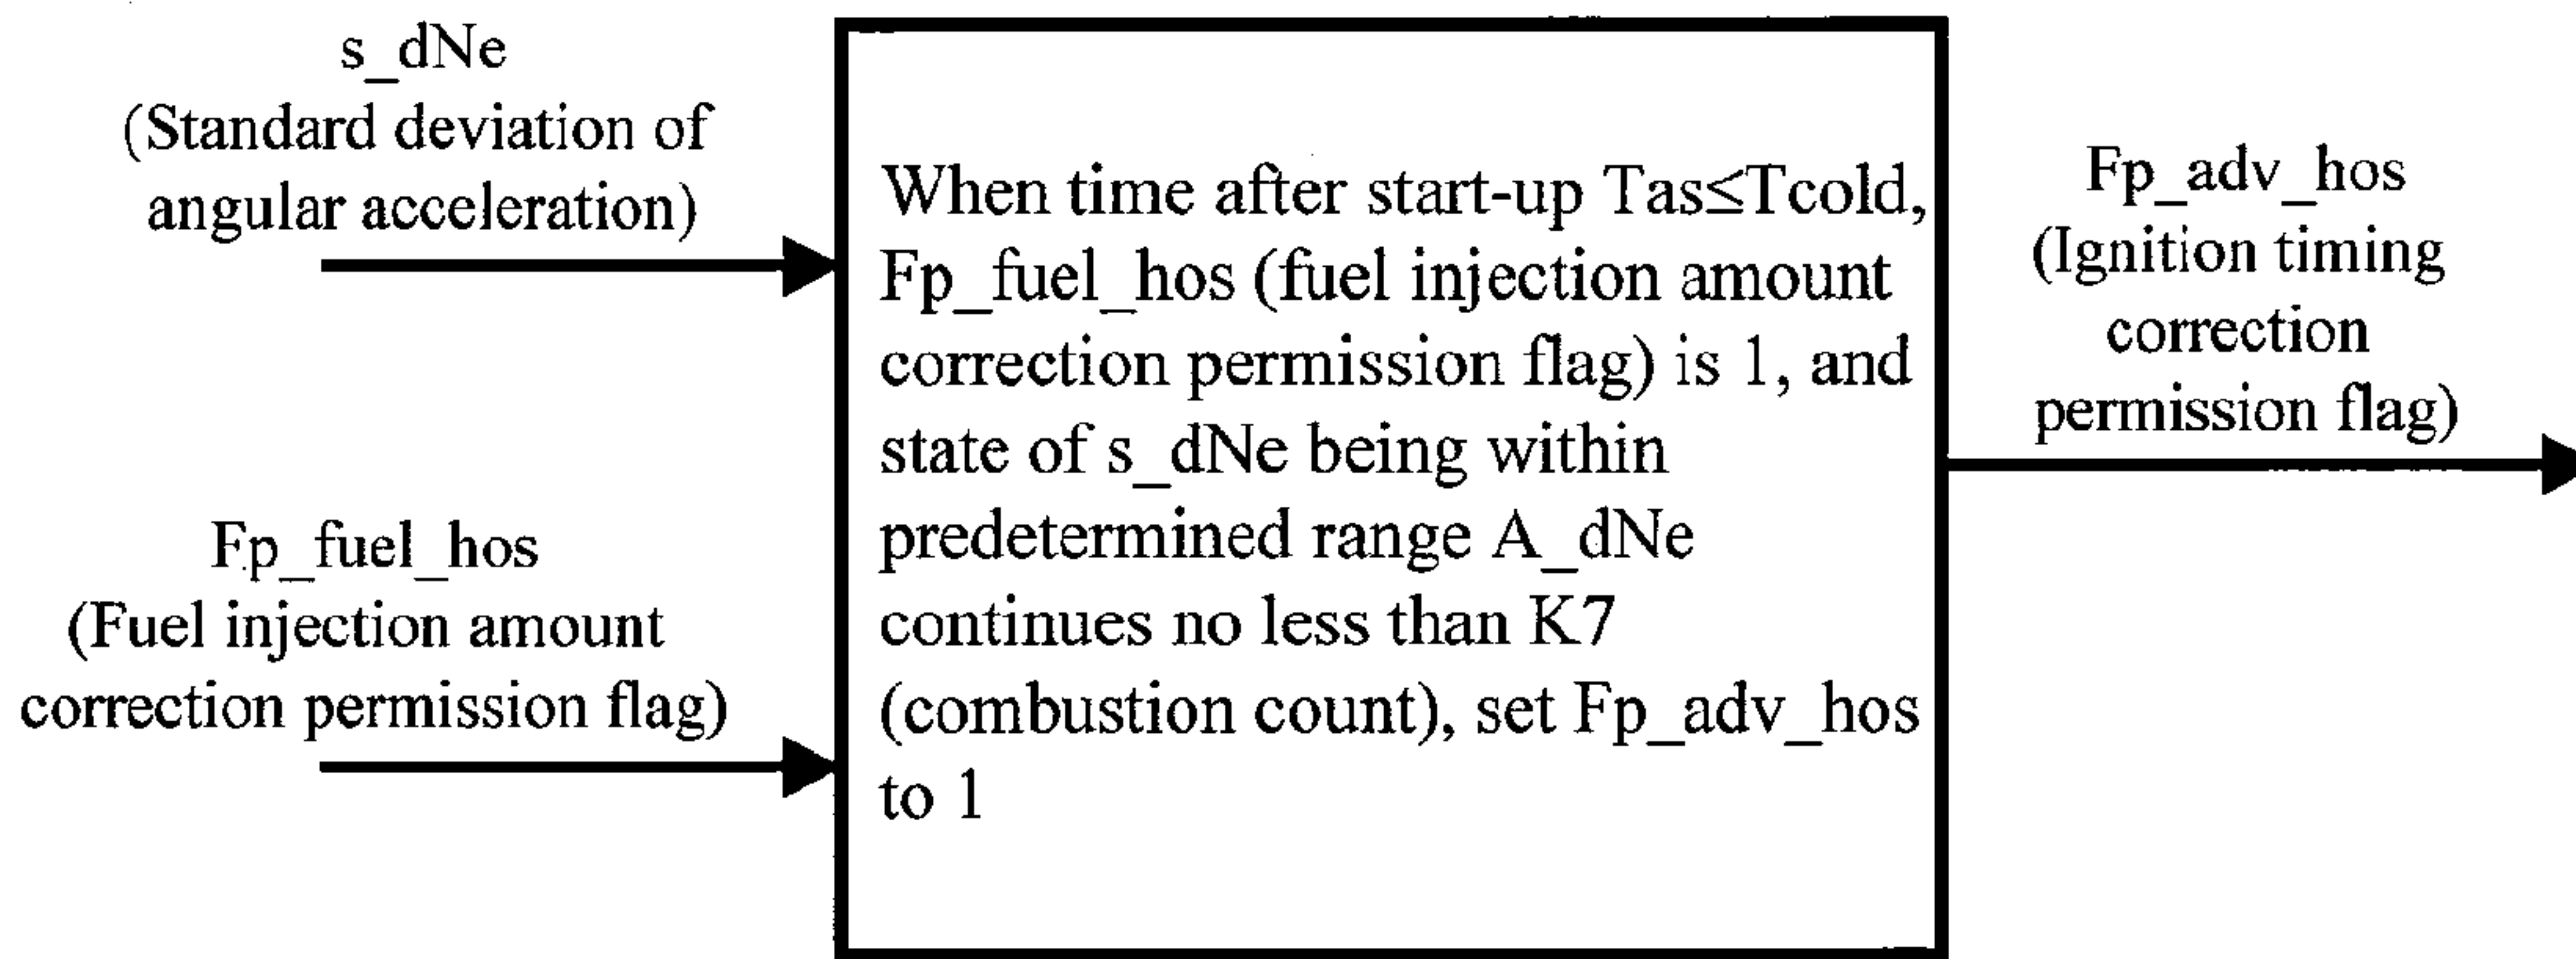 s_dNe
(Standard deviation of
angular acceleration)
Fp_fuel_hos
(Fuel injection amount
correction permission flag)
When time after start-up Tas≤Tcold,
Fp_fuel_hos (fuel injection amount
correction permission flag) is 1, and
state of s_dNe being within
predetermined range A_dNe
continues no less than K7
(combustion count), set Fp_adv_hos
to 1
Fp_adv_hos
(Ignition timing
correction
permission flag)